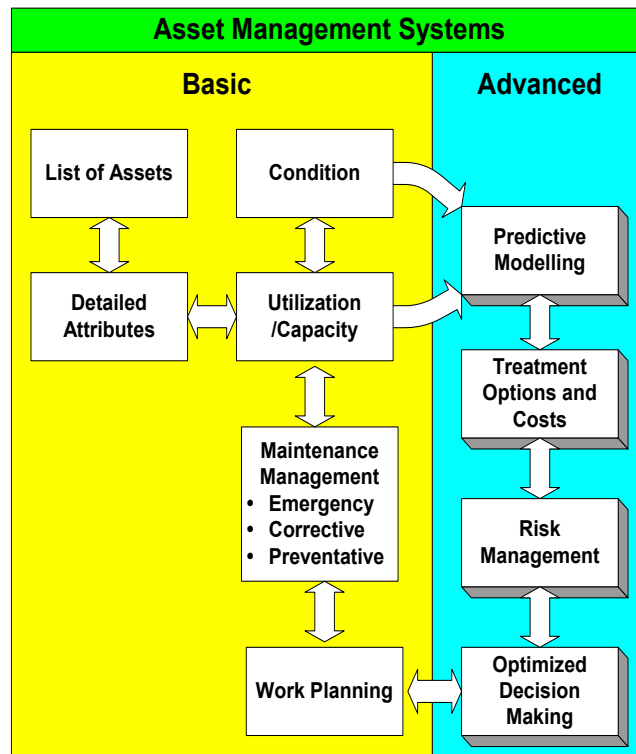 Asset Management Systems
Basic
Advanced
List of Assets
Condition
Predictive
Modelling
Detailed
Attributes
Utilization
/Capacity
Treatment
Options and
Costs
Maintenance
Management
• Emergency
• Corrective
• Preventative
Risk
Management
Work Planning
Optimized
Decision
Making